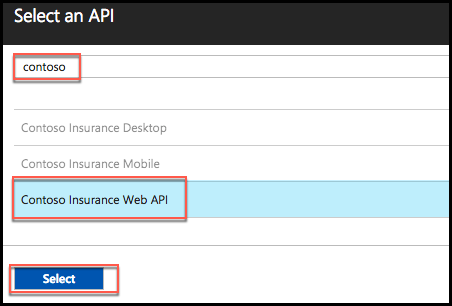 Select an API
contoso
Contoso Insurance Desktop
Contoso Insurance Mobile
Contoso Insurance Web API
Select